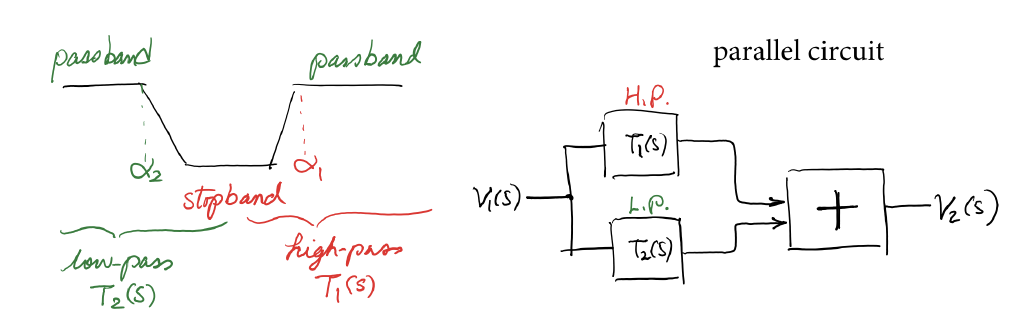 passband
passband
α₂
α₁
stopband
low-pass
T₂(s)
high-pass
T₁(s)
parallel circuit
H.P.
T₁(s)
V₁(s)
L.P.
T₂(s)
+
V₂(s)